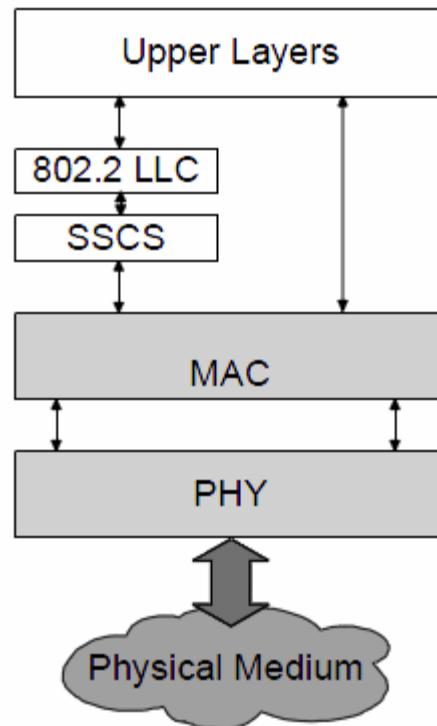 Upper Layers
802.2 LLC
SSCS
MAC
PHY
Physical Medium